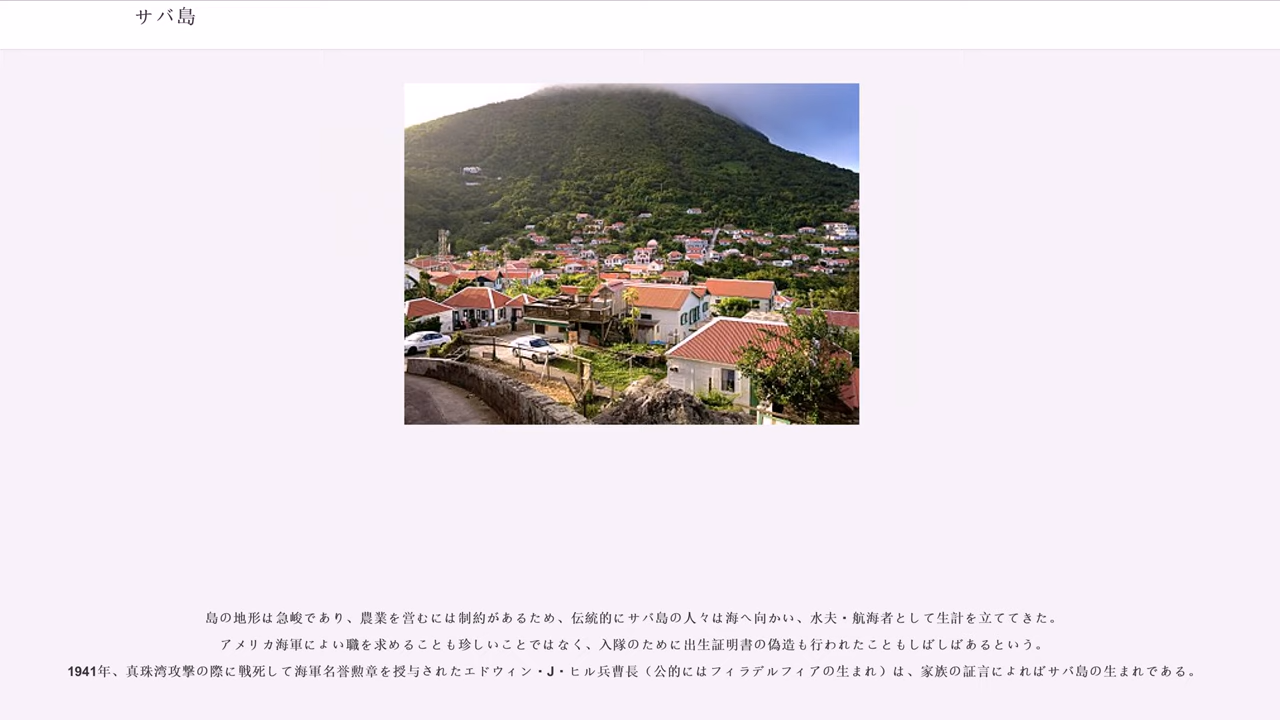 サバ島
島の地形は急峻であり、農業を営むには制約があるため、伝統的にサバ島の人々は海へ向かい、水夫・航海者として生計を立ててきた。
アメリカ海軍によい職を求めることも珍しいことではなく、入隊のために出生証明書の偽造も行われたこともしばしばあるという。
1941年、真珠湾攻撃の際に戦死して海軍名誉勲章を授与されたエドウィン・J・ヒル兵曹長（公的にはフィラデルフィアの生まれ）は、家族の証言によればサバ島の生まれである。